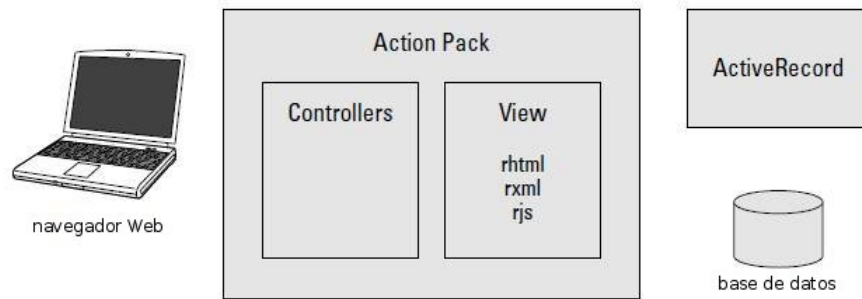 Action Pack
Controllers
View
rhtml
rxml
rjs
ActiveRecord
navegador Web
base de datos